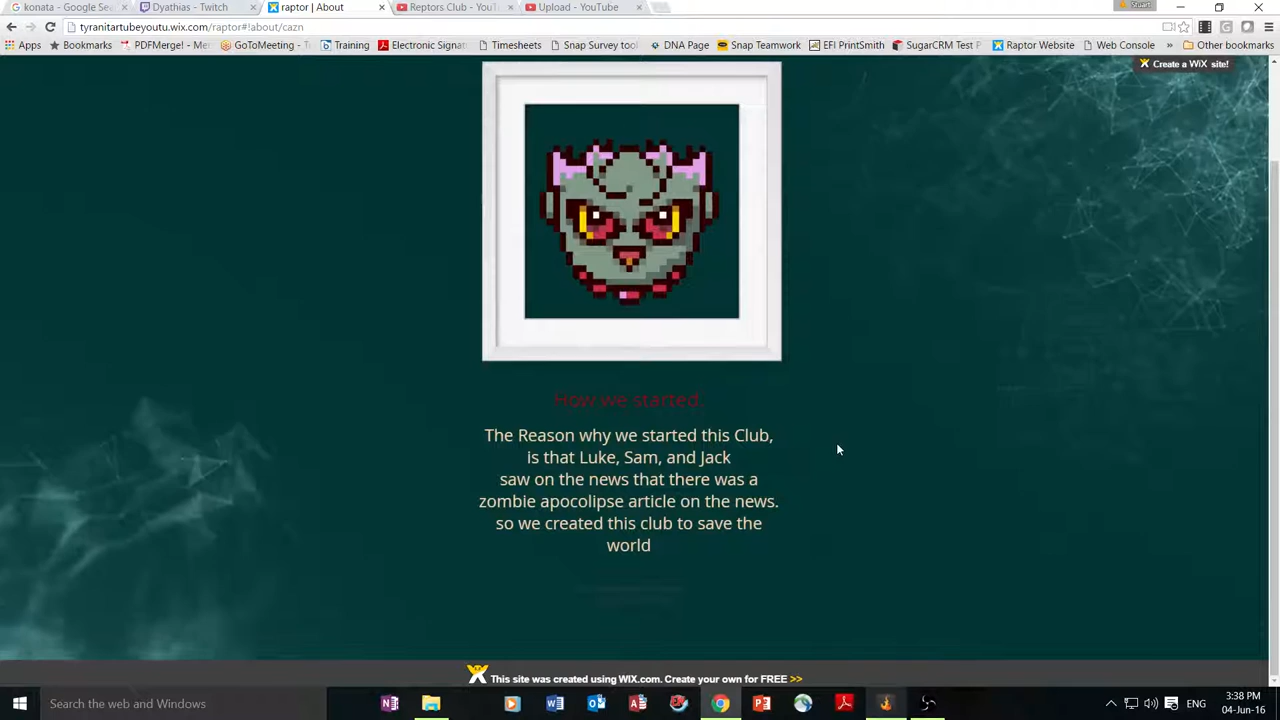 konata - Google Sea
Dyathias - Twitch
raptor | About
Reptors Club - YouTu
Uploads - YouTube
Stuart
tyranitartubeyoutu.wix.com/raptor#!about/cazn
Apps
Bookmarks
PDFMerge! - Me
GoToMeeting -
Training
Electronic Signat
Timesheets
Snap Survey tool
DNA Page
Snap Teamwork
EFI PrintSmith
SugarCRM Test P
Raptor Website
Web Console
»
Other bookmarks
Create a WiX site!
How we started.
The Reason why we started this Club,
is that Luke, Sam, and Jack
saw on the news that there was a
zombie apocolipse article on the news.
so we created this club to save the
world
This site was created using WIX.com. Create your own for FREE >>
Search the web and Windows
ENG
3:38 PM
04-Jun-16